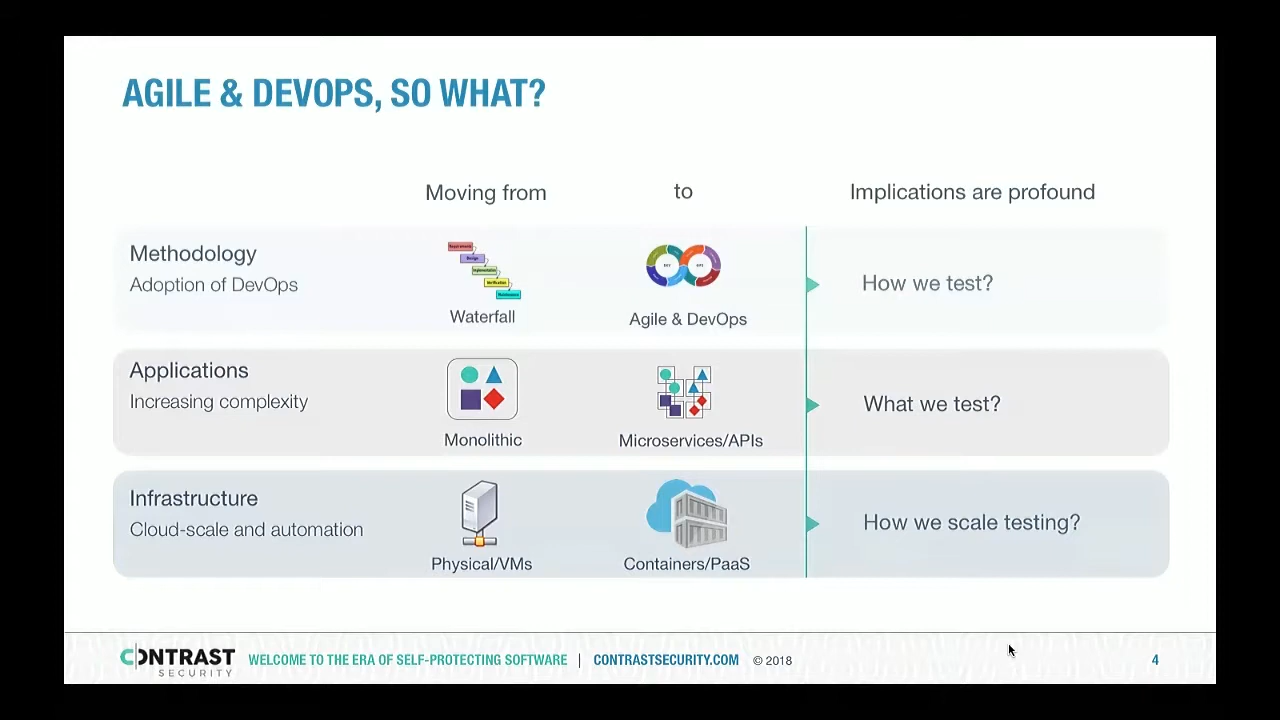 AGILE & DEVOPS, SO WHAT?
Moving from
to
Implications are profound
Methodology
Adoption of DevOps
Waterfall
Agile & DevOps
How we test?
Applications
Increasing complexity
Monolithic
Microservices/APIs
What we test?
Infrastructure
Cloud-scale and automation
Physical/VMs
Containers/PaaS
How we scale testing?
CONTRAST
SECURITY
WELCOME TO THE ERA OF SELF-PROTECTING SOFTWARE | CONTRASTSECURITY.COM © 2018
4